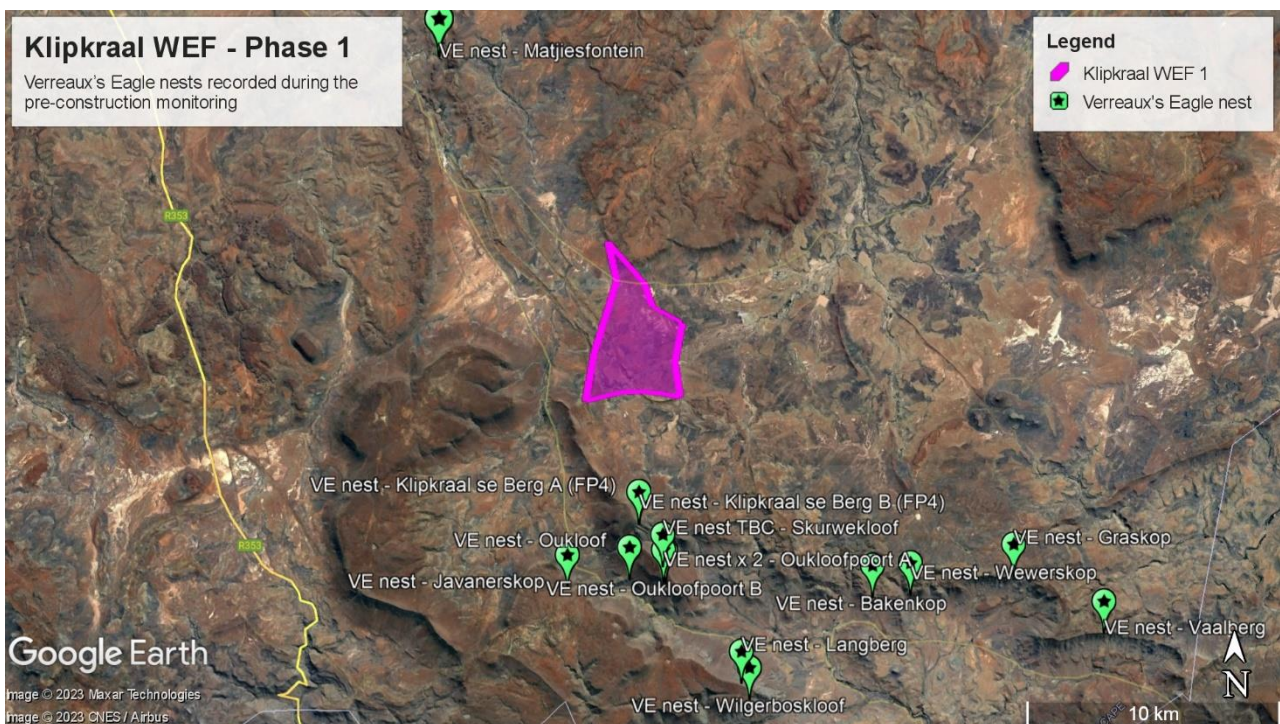 Klipkraal WEF - Phase 1
Verreaux's Eagle nests recorded during the
pre-construction monitoring
VE nest - Matjiesfontein
Legend
Klipkraal WEF 1
Verreaux's Eagle nest
R353
VE nest - Klipkraal se Berg A (FP4)
VE nest - Klipkraal se Berg B (FP4)
VE nest TBC - Skurwekloof
VE nest - Oukloof
VE nest - Graskop
R353
VE nest x 2 - Oukloofpoort A
VE nest - Wewerskop
VE nest - Javanerskop
VE nest - Oukloofpoort B
VE nest - Bakenkop
VE nest - Vaalberg
VE nest - Langberg
Google Earth
VE nest - Wilgerboskloof
N
Image © 2023 Maxar Technologies
Image © 2023 CNES / Airbus
10 km